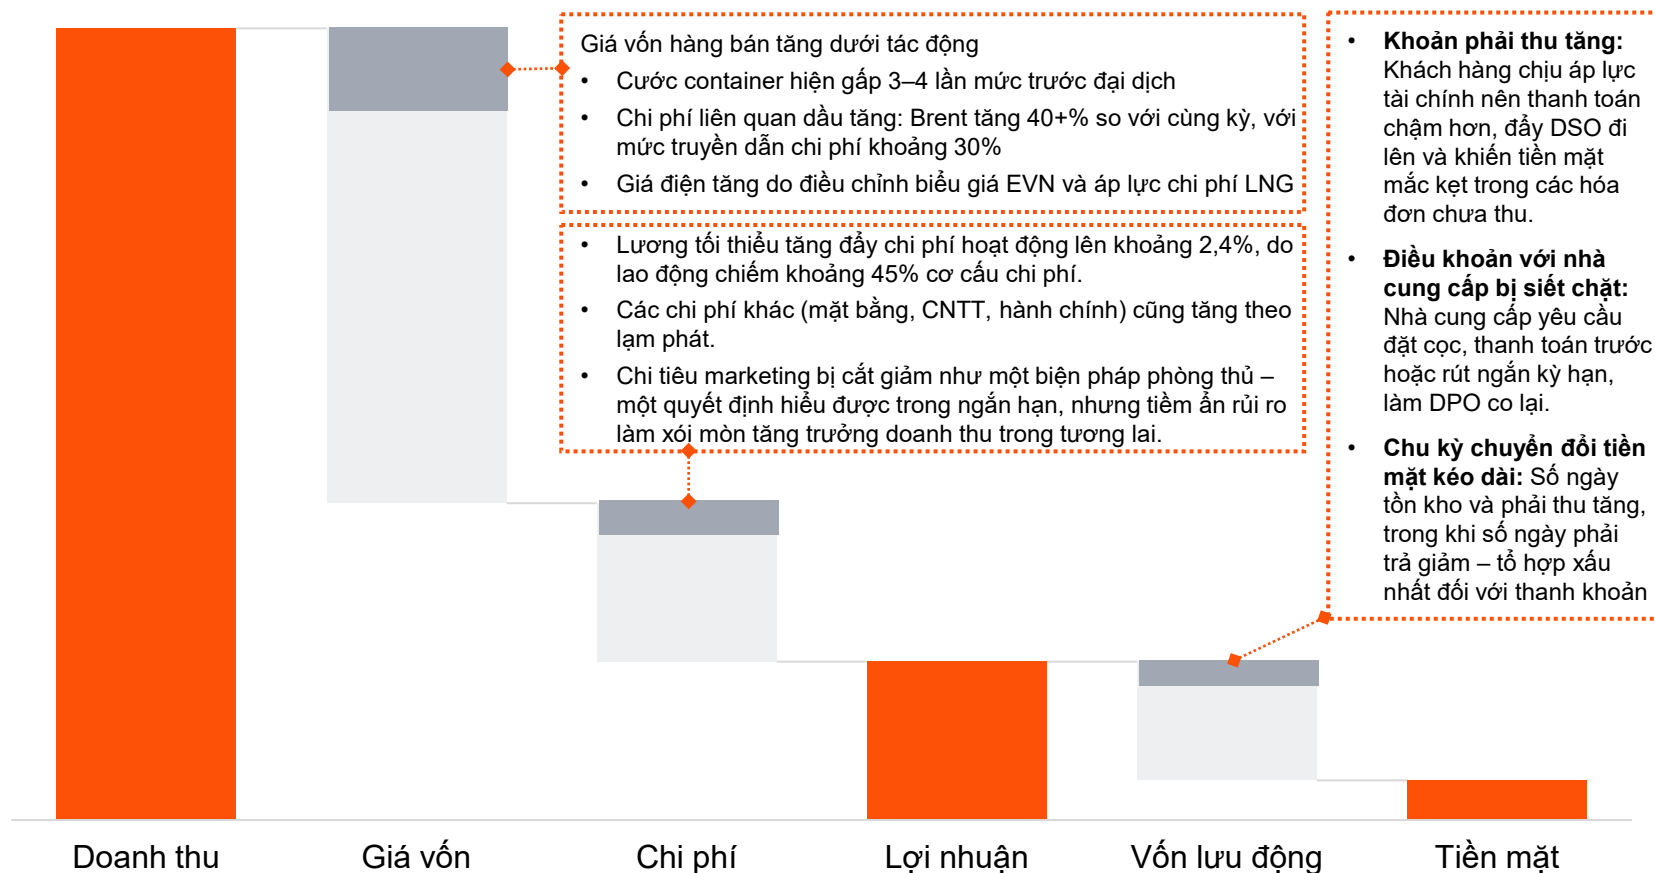 Giá vốn hàng bán tăng dưới tác động
• Cước container hiện gấp 3–4 lần mức trước đại dịch
• Chi phí liên quan dầu tăng: Brent tăng 40+% so với cùng kỳ, với
mức truyền dẫn chi phí khoảng 30%
• Giá điện tăng do điều chỉnh biểu giá EVN và áp lực chi phí LNG
• Lương tối thiểu tăng đẩy chi phí hoạt động lên khoảng 2,4%, do
lao động chiếm khoảng 45% cơ cấu chi phí.
• Các chi phí khác (mặt bằng, CNTT, hành chính) cũng tăng theo
lạm phát.
• Chi tiêu marketing bị cắt giảm như một biện pháp phòng thủ –
một quyết định hiểu được trong ngắn hạn, nhưng tiềm ẩn rủi ro
làm xói mòn tăng trưởng doanh thu trong tương lai.
• Khoản phải thu tăng:
Khách hàng chịu áp lực
tài chính nên thanh toán
chậm hơn, đẩy DSO đi
lên và khiến tiền mặt
mắc kẹt trong các hóa
đơn chưa thu.
• Điều khoản với nhà
cung cấp bị siết chặt:
Nhà cung cấp yêu cầu
đặt cọc, thanh toán trước
hoặc rút ngắn kỳ hạn,
làm DPO co lại.
• Chu kỳ chuyển đổi tiền
mặt kéo dài: Số ngày
tồn kho và phải thu tăng,
trong khi số ngày phải
trả giảm – tổ hợp xấu
nhất đối với thanh khoản
Doanh thu
Giá vốn
Chi phí
Lợi nhuận
Vốn lưu động
Tiền mặt